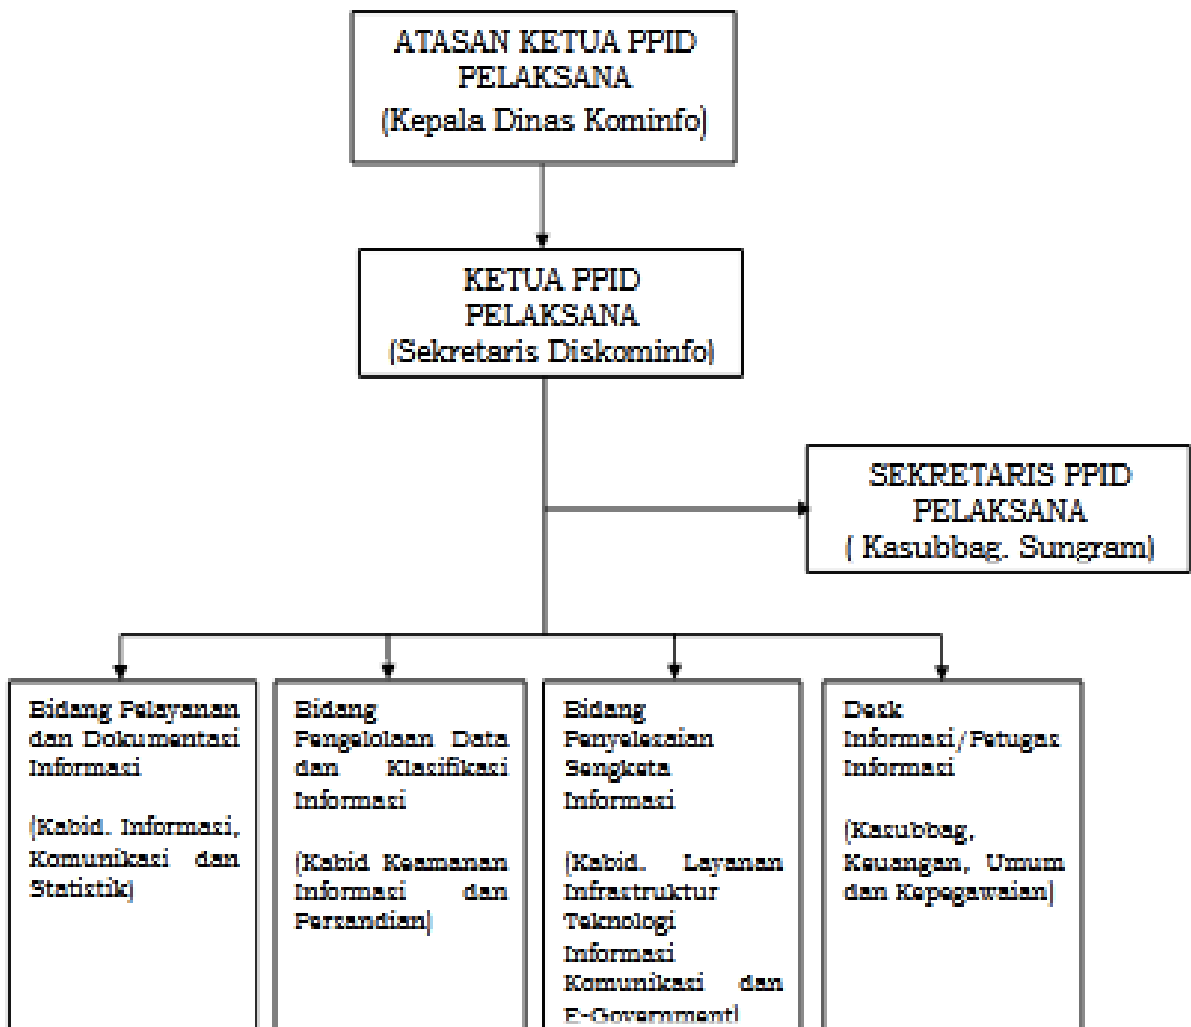 ATASAN KETUA PPID
PELAKSANA
(Kepala Dinas Kominfo)
KETUA PPID
PELAKSANA
(Sekretaris Diskominfo)
SEKRETARIS PPID
PELAKSANA
( Kasubbag. Sungram)
Bidang Pelayanan
dan Dokumentasi
Informasi
(Kabid. Informasi,
Komunikasi dan
Statistik)
Bidang
Pengelolaan Data
dan Klasifikasi
Informasi
(Kabid Keamanan
Informasi dan
Persandian)
Bidang
Penyelesaian
Sengketa
Informasi
(Kabid. Layanan
Infrastruktur
Teknologi
Informasi
Komunikasi dan
E-Government)
Desk
Informasi/Petugas
Informasi
(Kasubbag,
Keuangan, Umum
dan Kepegawaian)